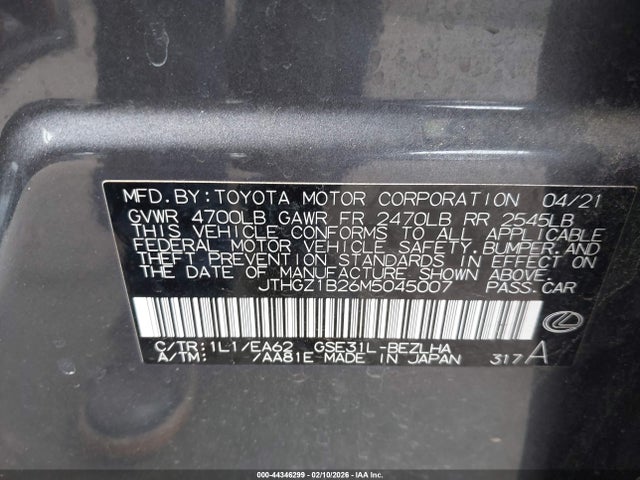 MFD.BY:TOYOTA MOTOR CORPORATION 04/21
GVWR 4700LB GAWR FR 2470LB RR 2545LB
THIS VEHICLE CONFORMS TO ALL APPLICABLE
FEDERAL MOTOR VEHICLE SAFETY,BUMPER,AND
THEFT PREVENTION STANDARDS IN EFFECT ON
THE DATE OF MANUFACTURE SHOWN ABOVE.
JTHGZ1B26M5045007 PASS.CAR
C/TR:1L1/EA62 GSE31L-BEZLHA
A/TM: /AA81E MADE IN JAPAN 317A
000-44346299 - 02/10/2026 - IAA Inc.